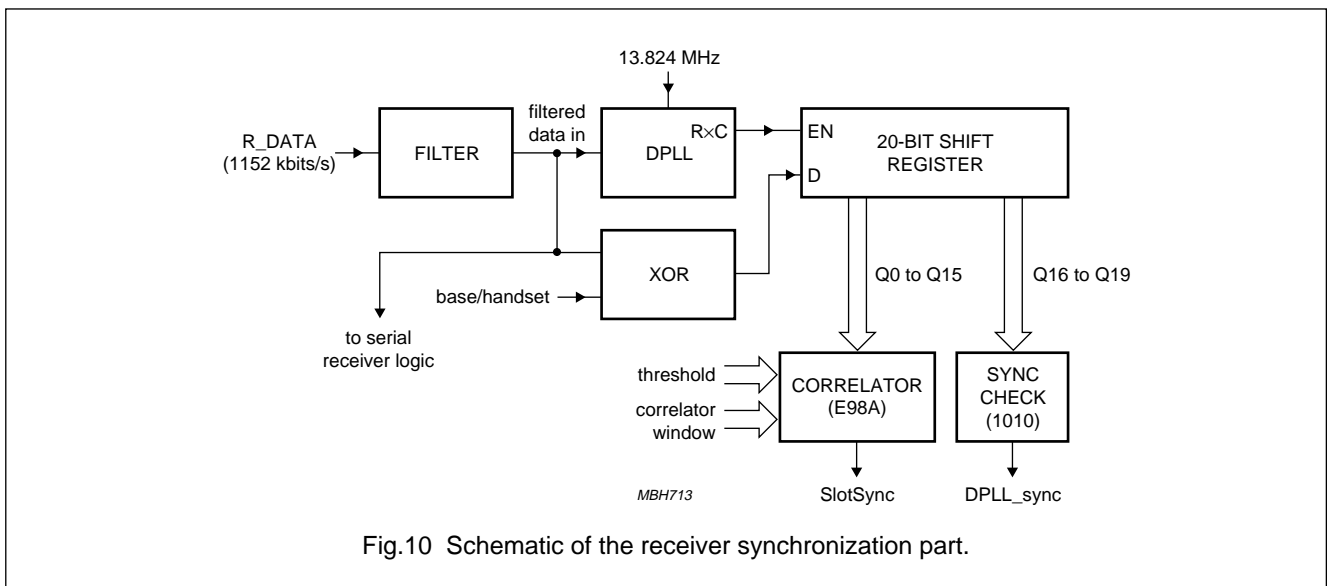 13.824 MHz
R_DATA
(1152 kbits/s)
FILTER
filtered
data in
DPLL
R×C
EN
D
20-BIT SHIFT
REGISTER
XOR
base/handset
to serial
receiver logic
Q0 to Q15
Q16 to Q19
threshold
correlator
window
CORRELATOR
(E98A)
SYNC
CHECK
(1010)
MBH713
SlotSync
DPLL_sync
Fig.10 Schematic of the receiver synchronization part.